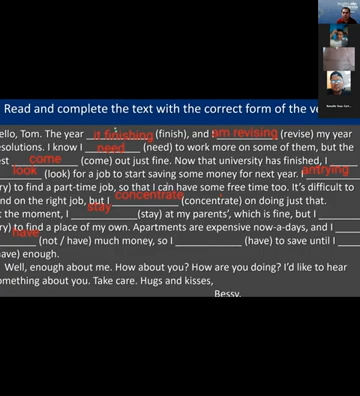 Read and complete the text with the correct form of the ve
ello, Tom. The year it finishing (finish), and I am revising (revise) my year
esolutions. I know I need (need) to work more on some of them, but the
est come (come) out just fine. Now that university has finished, I
look (look) for a job to start saving some money for next year. I amtrying
ry) to find a part-time job, so that I can have some free time too. It's difficult to
nd on the right job, but I concentrate (concentrate) on doing just that.
t the moment, I stay (stay) at my parents', which is fine, but I
ry) to find a place of my own. Apartments are expensive now-a-days, and I
have (not / have) much money, so I (have) to save until I
ave) enough.
Well, enough about me. How about you? How are you doing? I'd like to hear
omething about you. Take care. Hugs and kisses,
Bessy.